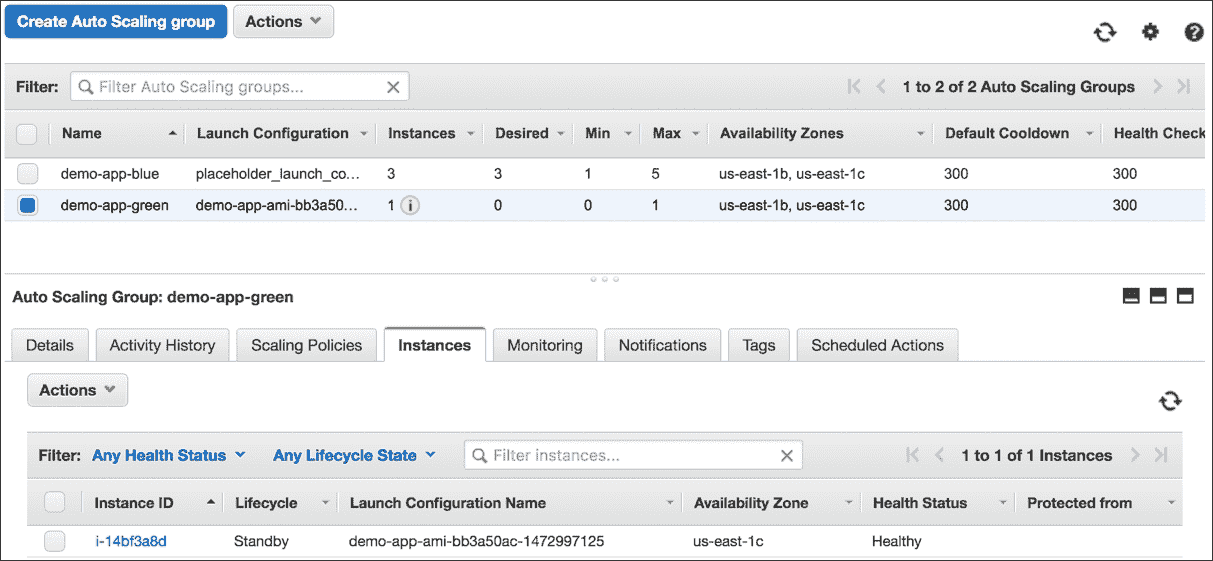 Create Auto Scaling group Actions
Filter: Filter Auto Scaling groups... 1 to 2 of 2 Auto Scaling Groups
Name Launch Configuration Instances Desired Min Max Availability Zones Default Cooldown Health Check
demo-app-blue placeholder_launch_co... 3 3 1 5 us-east-1b, us-east-1c 300 300
demo-app-green demo-app-ami-bb3a50... 1 0 0 1 us-east-1b, us-east-1c 300 300
Auto Scaling Group: demo-app-green
Details Activity History Scaling Policies Instances Monitoring Notifications Tags Scheduled Actions
Actions
Filter: Any Health Status Any Lifecycle State Filter instances... 1 to 1 of 1 Instances
Instance ID Lifecycle Launch Configuration Name Availability Zone Health Status Protected from
i-14bf3a8d Standby demo-app-ami-bb3a50ac-1472997125 us-east-1c Healthy